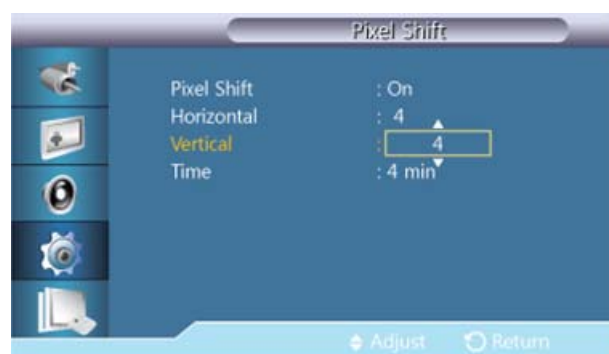 Pixel Shift
Pixel Shift : On
Horizontal : 4
Vertical : 4
Time : 4 min
Adjust Return